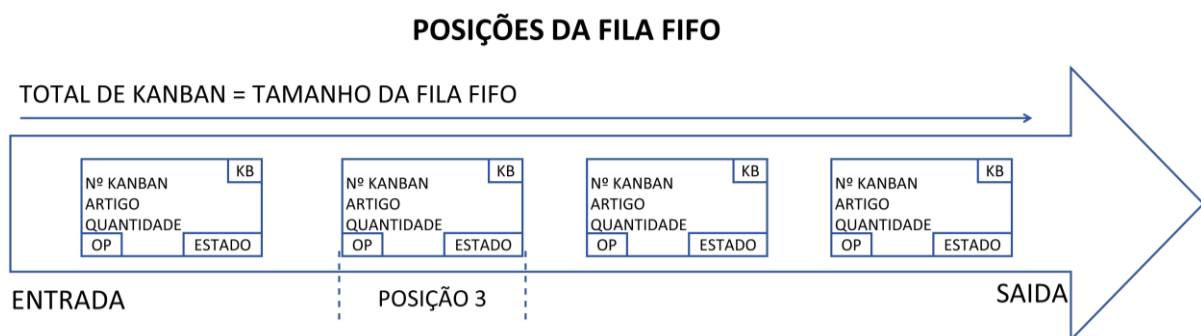 POSIÇÕES DA FILA FIFO
TOTAL DE KANBAN = TAMANHO DA FILA FIFO
KB
Nº KANBAN
ARTIGO
QUANTIDADE
OP
ESTADO
KB
Nº KANBAN
ARTIGO
QUANTIDADE
OP
ESTADO
KB
Nº KANBAN
ARTIGO
QUANTIDADE
OP
ESTADO
KB
Nº KANBAN
ARTIGO
QUANTIDADE
OP
ESTADO
ENTRADA
POSIÇÃO 3
SAIDA